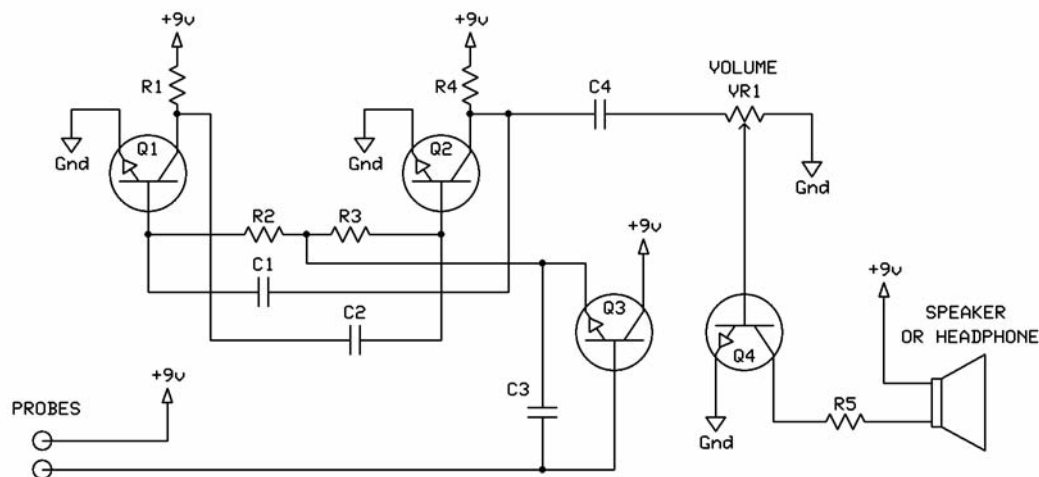 +9v
+9v
R1
R4
C4
VOLUME
VR1
Gnd
Q1
Gnd
Q2
Gnd
R2
R3
+9v
C1
C2
Q3
+9v
SPEAKER
OR HEADPHONE
Q4
+9v
C3
PROBES
R5
Gnd